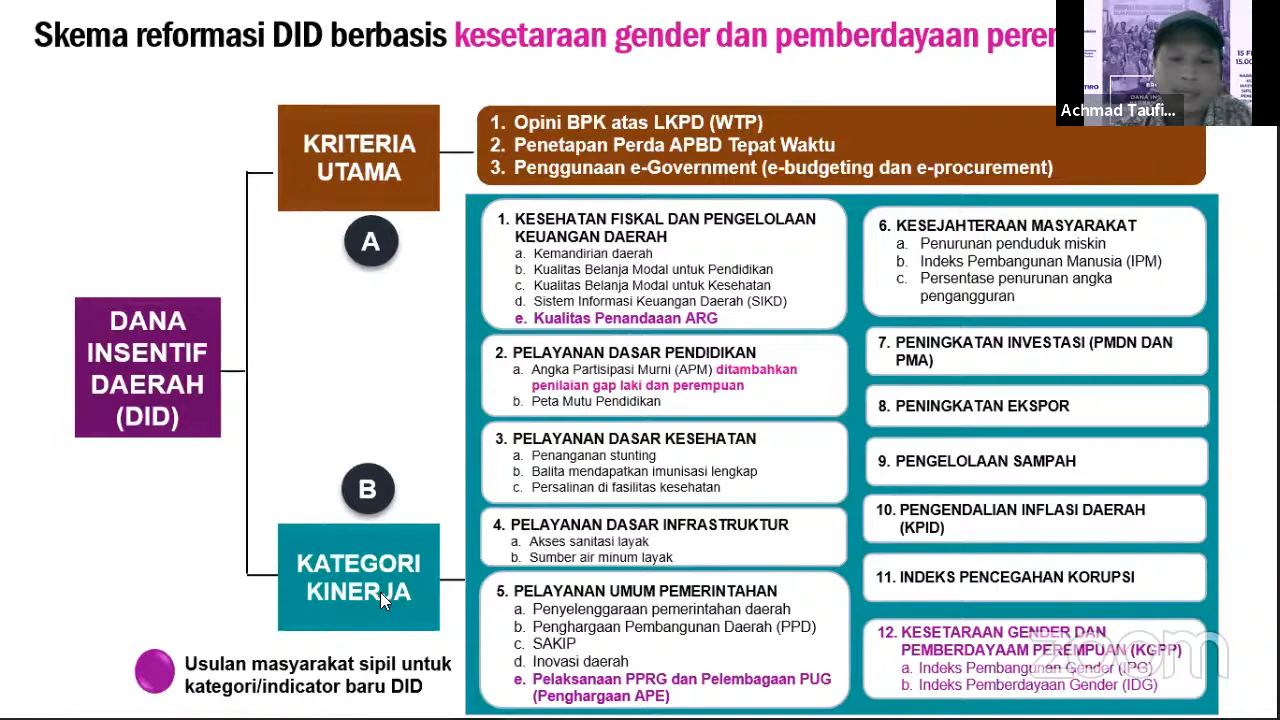 Skema reformasi DID berbasis kesetaraan gender dan pemberdayaan
Achmad Taufi...
KRITERIA
UTAMA
1. Opini BPK atas LKPD (WTP)
2. Penetapan Perda APBD Tepat Waktu
3. Penggunaan e-Government (e-budgeting dan e-procurement)
A
DANA
INSENTIF
DAERAH
(DID)
B
KATEGORI
KINERJA
1. KESEHATAN FISKAL DAN PENGELOLAAN
KEUANGAN DAERAH
a. Kemandirian daerah
b. Kualitas Belanja Modal untuk Pendidikan
c. Kualitas Belanja Modal untuk Kesehatan
d. Sistem Informasi Keuangan Daerah (SIKD)
e. Kualitas Penandaaan ARG
2. PELAYANAN DASAR PENDIDIKAN
a. Angka Partisipasi Murni (APM) ditambahkan
penilaian gap laki dan perempuan
b. Peta Mutu Pendidikan
3. PELAYANAN DASAR KESEHATAN
a. Penanganan stunting
b. Balita mendapatkan imunisasi lengkap
c. Persalinan di fasilitas kesehatan
4. PELAYANAN DASAR INFRASTRUKTUR
a. Akses sanitasi layak
b. Sumber air minum layak
5. PELAYANAN UMUM PEMERINTAHAN
a. Penyelenggaraan pemerintahan daerah
b. Penghargaan Pembangunan Daerah (PPD)
c. SAKIP
d. Inovasi daerah
e. Pelaksanaan PPRG dan Pelembagaan PUG
(Penghargaan APE)
6. KESEJAHTERAAN MASYARAKAT
a. Penurunan penduduk miskin
b. Indeks Pembangunan Manusia (IPM)
c. Persentase penurunan angka
pengangguran
7. PENINGKATAN INVESTASI (PMDN DAN
PMA)
8. PENINGKATAN EKSPOR
9. PENGELOLAAN SAMPAH
10. PENGENDALIAN INFLASI DAERAH
(KPID)
11. INDEKS PENCEGAHAN KORUPSI
12. KESETARAAN GENDER DAN
PEMBERDAYAAM PEREMPUAN (KGPP)
a. Indeks Pembangunan Gender (IPG)
b. Indeks Pemberdayaan Gender (IDG)
zoom
Usulan masyarakat sipil untuk
kategori/indicator baru DID